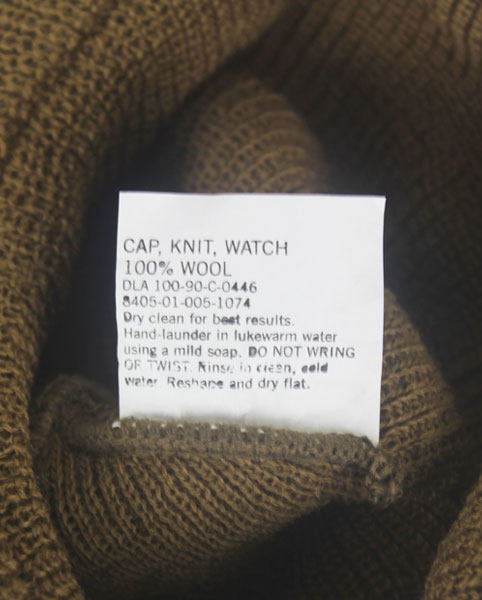 CAP, KNIT, WATCH
100% WOOL
DLA 100-90-C-0446
8405-01-005-1074
Dry clean for best results.
Hand-launder in lukewarm water
using a mild soap. DO NOT WRING
OR TWIST. Rinse in clean, cold
water. Reshape and dry flat.